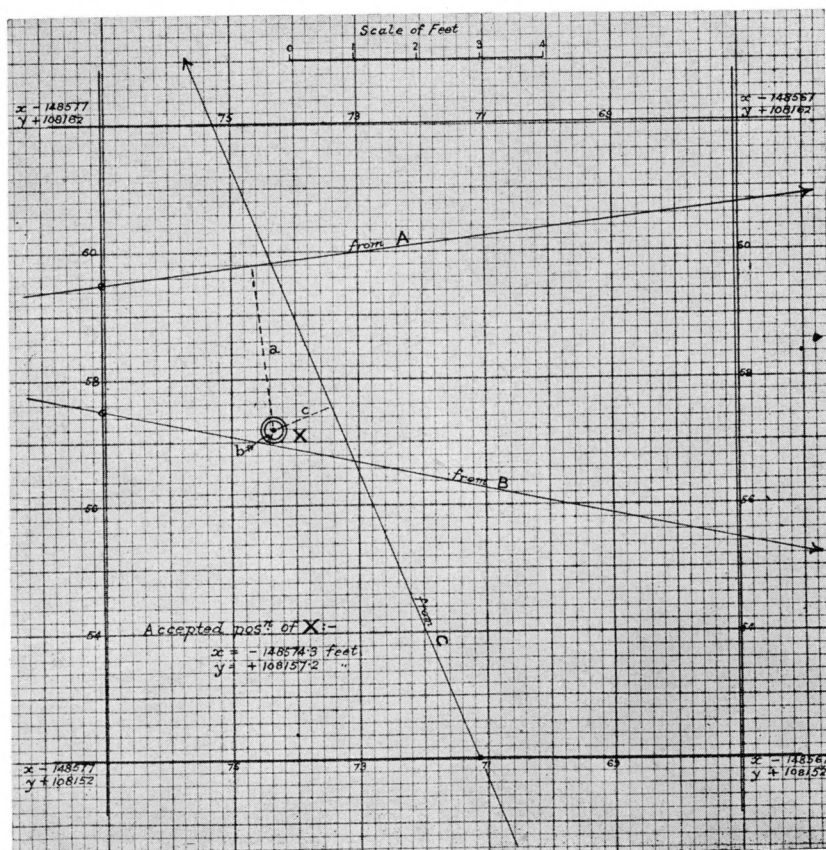 Scale of Feet
0 1 2 3 4
x - 148577
y + 108162
75 73 71 69
x - 148567
y + 108162
from A
60 60
a
58 58
c
X
b
from B
56 56
from C
54 54
Accepted posn. of X:-
x = - 148574.3 feet
y = + 108157.2 "
x - 148577
y + 108152
75 73 71 69
x - 148567
y + 108152